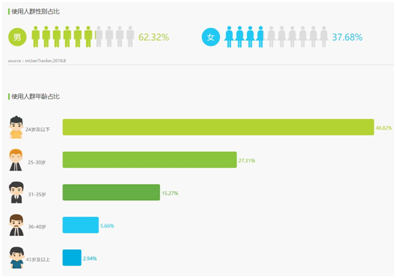 使用人群性别占比
男 62.32% 女 37.68%
source：mUserTracker,2018.8
使用人群年龄占比
24岁及以下 48.82%
25-30岁 27.31%
31-35岁 15.27%
36-40岁 5.66%
41岁及以上 2.94%